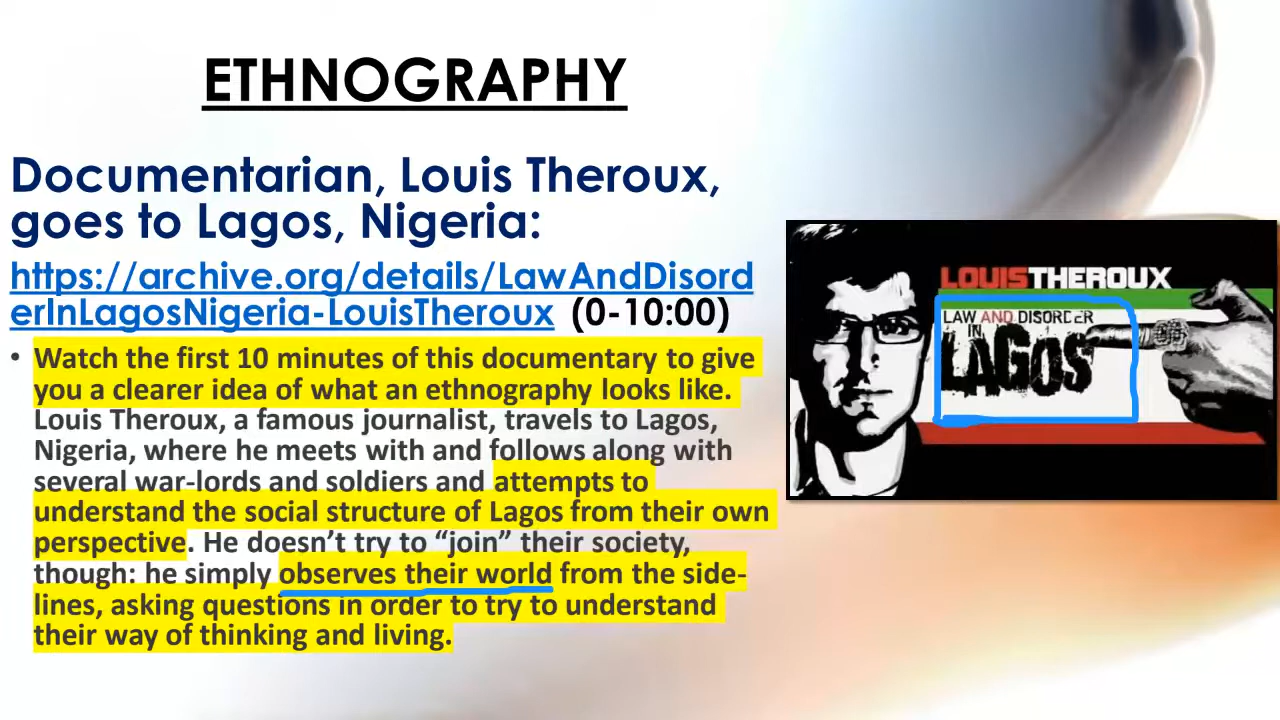 ETHNOGRAPHY
Documentarian, Louis Theroux,
goes to Lagos, Nigeria:
https://archive.org/details/LawAndDisord
erInLagosNigeria-LouisTheroux (0-10:00)
• Watch the first 10 minutes of this documentary to give
you a clearer idea of what an ethnography looks like.
Louis Theroux, a famous journalist, travels to Lagos,
Nigeria, where he meets with and follows along with
several war-lords and soldiers and attempts to
understand the social structure of Lagos from their own
perspective. He doesn’t try to “join” their society,
though: he simply observes their world from the side-
lines, asking questions in order to try to understand
their way of thinking and living.
LOUISTHEROUX
LAW AND DISORDER
IN
LAGOS